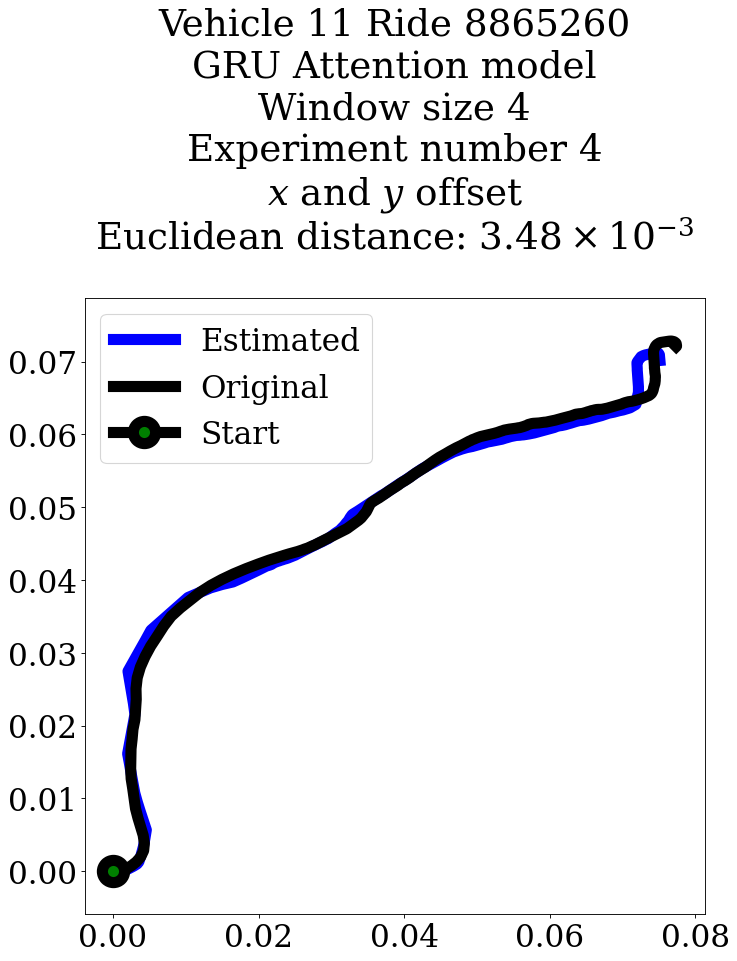 Vehicle 11 Ride 8865260
GRU Attention model
Window size 4
Experiment number 4
x and y offset
Euclidean distance: 3.48 × 10⁻³
Estimated
Original
Start
0.07
0.06
0.05
0.04
0.03
0.02
0.01
0.00
0.00 0.02 0.04 0.06 0.08